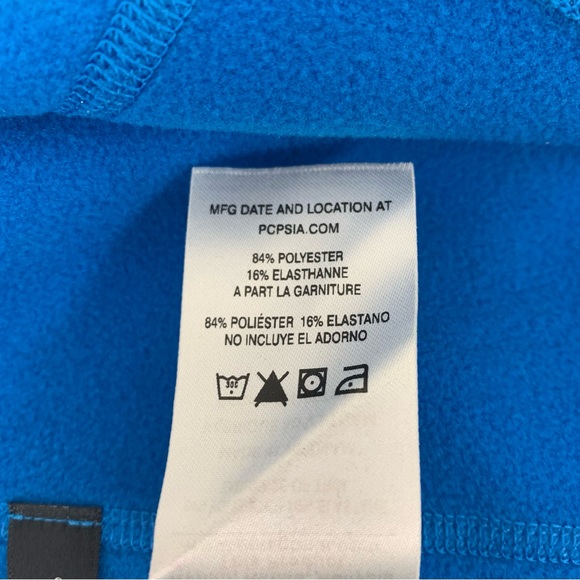 MFG DATE AND LOCATION AT
PCPSIA.COM
84% POLYESTER
16% ELASTHANNE
A PART LA GARNITURE
84% POLIÉSTER 16% ELASTANO
NO INCLUYE EL ADORNO
30C